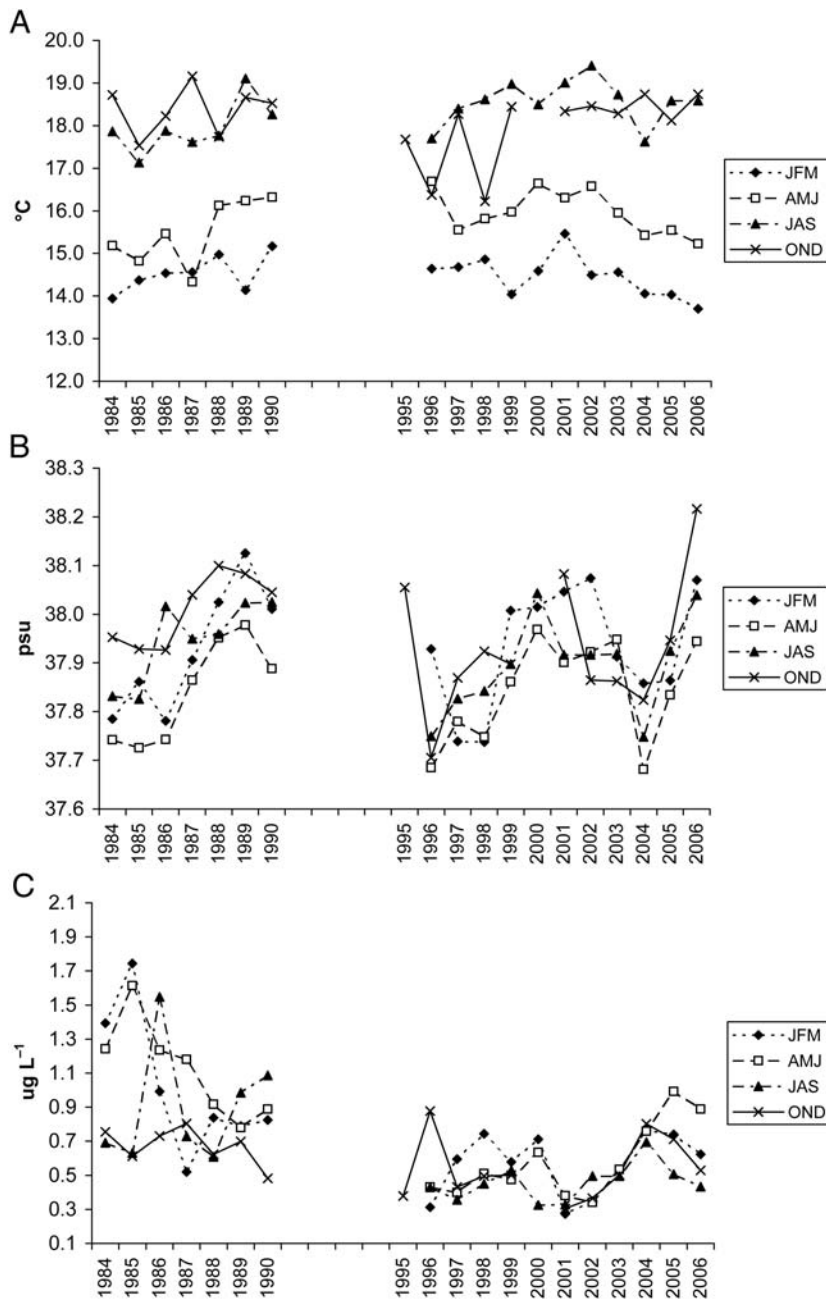 A
20.0
19.0
18.0
17.0
16.0
15.0
14.0
13.0
12.0
°C
1984 1985 1986 1987 1988 1989 1990 1995 1996 1997 1998 1999 2000 2001 2002 2003 2004 2005 2006
JFM
AMJ
JAS
OND
B
38.3
38.2
38.1
38.0
37.9
37.8
37.7
37.6
psu
1984 1985 1986 1987 1988 1989 1990 1995 1996 1997 1998 1999 2000 2001 2002 2003 2004 2005 2006
JFM
AMJ
JAS
OND
C
2.1
1.9
1.7
1.5
1.3
1.1
0.9
0.7
0.5
0.3
0.1
ug L⁻¹
1984 1985 1986 1987 1988 1989 1990 1995 1996 1997 1998 1999 2000 2001 2002 2003 2004 2005 2006
JFM
AMJ
JAS
OND